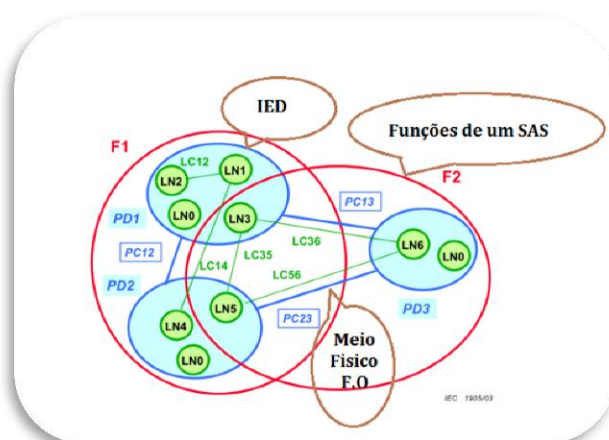 IED
Funções de um SAS
F1
F2
LC12
LN2
LN1
LN0
LN3
PC13
PD1
PC12
LC36
LN6
LN0
LC35
LC14
PD2
LC56
LN5
PD3
LN4
PC23
LN0
Meio
Fisico
F.O
IEC 1905/03